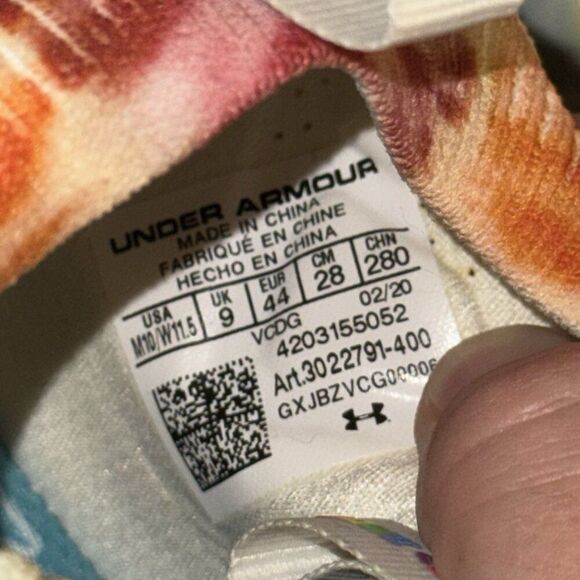 UNDER ARMOUR
MADE IN CHINA
FABRIQUÉ EN CHINE
HECHO EN CHINA
USA UK EUR CM CHN
M10/W11.5 9 44 28 280
VCDG 02/20
4203155052
Art.3022791-400